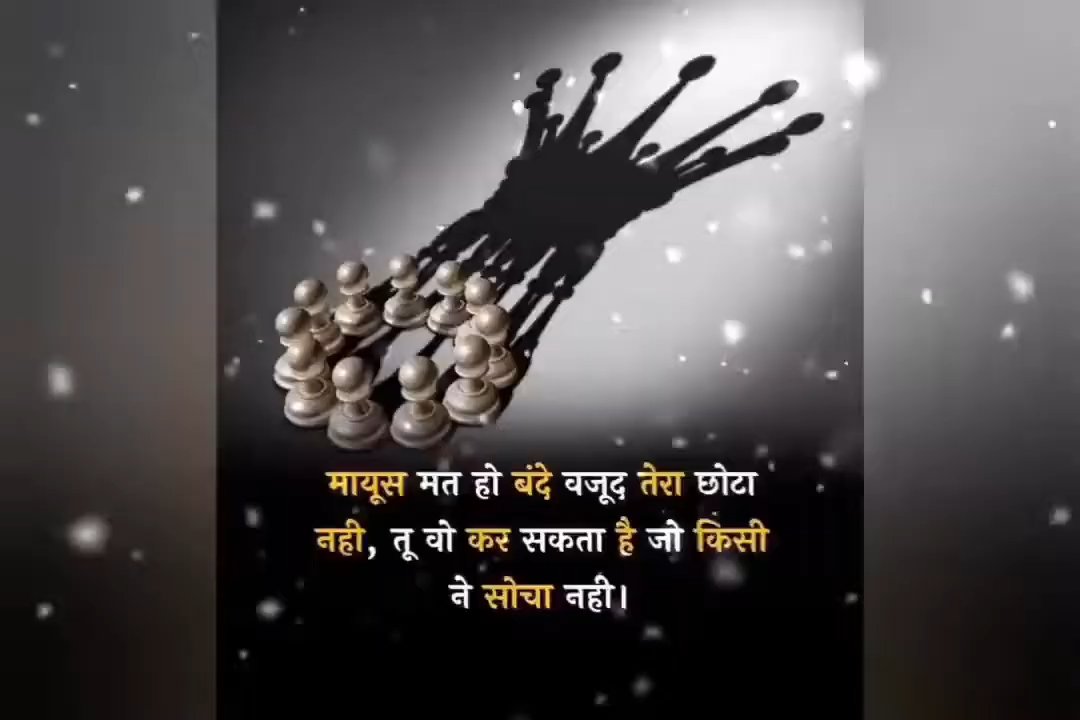 मायूस मत हो बंदे वजूद तेरा छोटा
नही, तू वो कर सकता है जो किसी
ने सोचा नही।